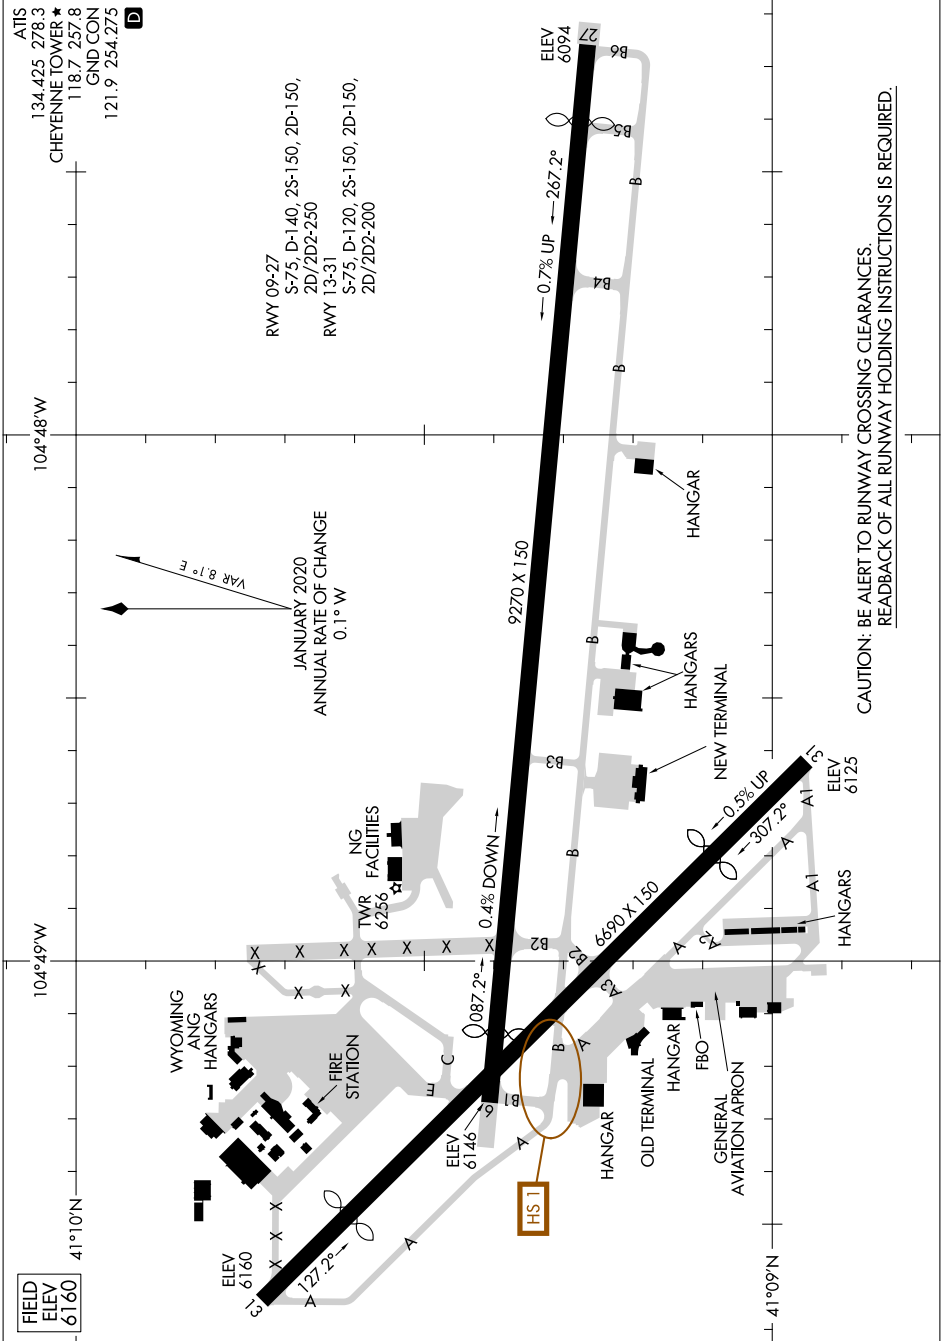 ATIS
134.425 278.3
CHEYENNE TOWER ★
118.7 257.8
GND CON
121.9 254.275
D
RWY 09-27
S-75, D-140, 2S-150, 2D-150,
2D/2D2-250
RWY 13-31
S-75, D-120, 2S-150, 2D-150,
2D/2D2-200
104°48'W
104°49'W
41°10'N
41°09'N
FIELD
ELEV
6160
VAR 8.1° E
JANUARY 2020
ANNUAL RATE OF CHANGE
0.1° W
ELEV
6094
27
B6
B5
B
B4
B
267.2°
0.7% UP
9270 X 150
HANGAR
B
HANGARS
NEW TERMINAL
B3
B
0.4% DOWN
087.2°
NG
FACILITIES
TWR
6256
X
X
X
X
X
X
X
X
X
X
B2
B2
6690 X 150
0.5% UP
307.2°
31
ELEV
6125
A1
A
A1
HANGARS
A2
A
A3
WYOMING
ANG
HANGARS
FIRE
STATION
C
E
9
ELEV
6146
B1
B
A
A
HS 1
HANGAR
OLD TERMINAL
HANGAR
FBO
GENERAL
AVIATION APRON
X
X
X
ELEV
6160
13
127.2°
A
A
CAUTION: BE ALERT TO RUNWAY CROSSING CLEARANCES.
READBACK OF ALL RUNWAY HOLDING INSTRUCTIONS IS REQUIRED.